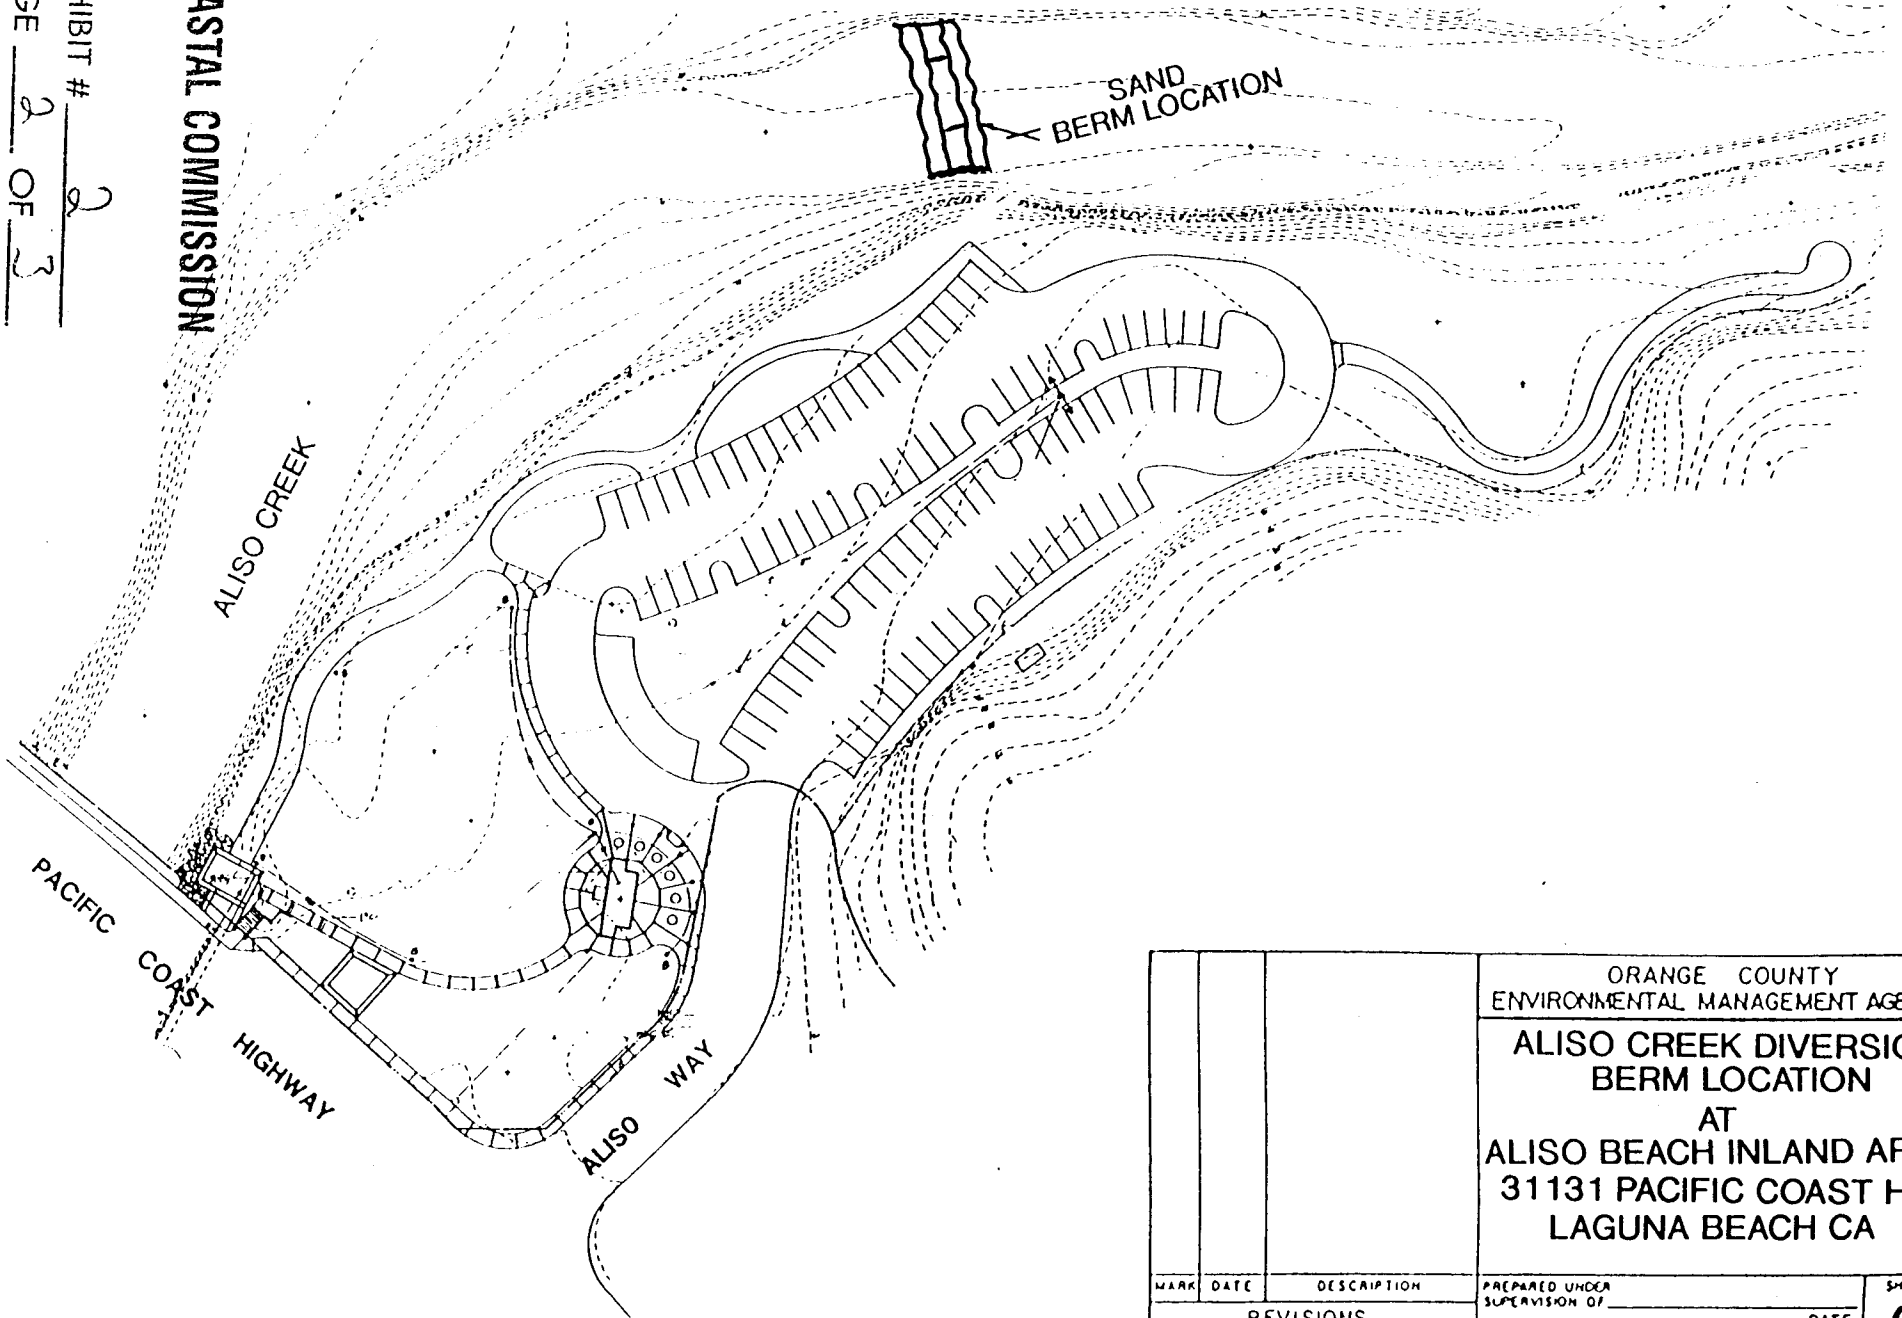 ASTAL COMMISSION
HIBIT # 2
GE 2 OF 3
SAND
BERM LOCATION
ALISO CREEK
PACIFIC COAST HIGHWAY
ALISO WAY
ORANGE COUNTY
ENVIRONMENTAL MANAGEMENT AGE
ALISO CREEK DIVERSIO
BERM LOCATION
AT
ALISO BEACH INLAND AR
31131 PACIFIC COAST H
LAGUNA BEACH CA
MARK DATE DESCRIPTION
REVISIONS
PREPARED UNDER
SUPERVISION OF
DATE
SH